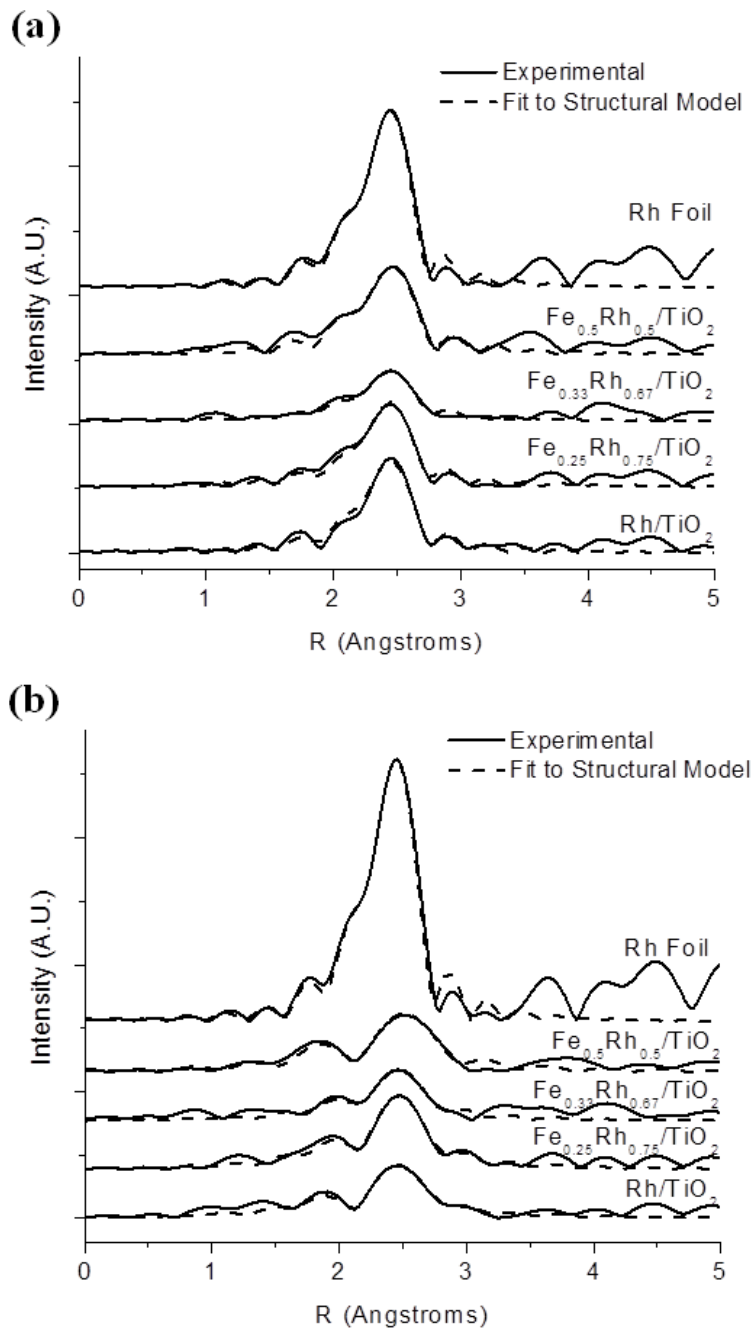 (a)
Experimental
Fit to Structural Model
Rh Foil
Fe0.5Rh0.5/TiO2
Fe0.33Rh0.67/TiO2
Fe0.25Rh0.75/TiO2
Rh/TiO2
Intensity (A.U.)
0 1 2 3 4 5
R (Angstroms)
(b)
Experimental
Fit to Structural Model
Rh Foil
Fe0.5Rh0.5/TiO2
Fe0.33Rh0.67/TiO2
Fe0.25Rh0.75/TiO2
Rh/TiO2
Intensity (A.U.)
0 1 2 3 4 5
R (Angstroms)